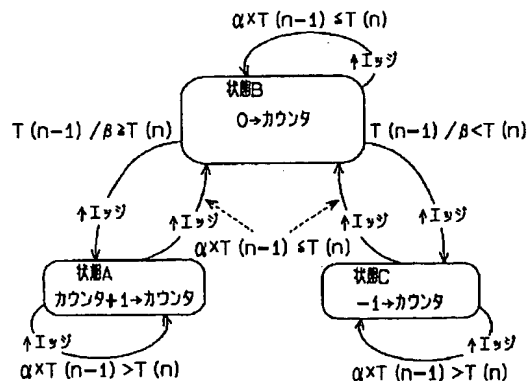 α×T(n-1)≦T(n)
↑エッジ
状態B
0→カウンタ
T(n-1)/β≧T(n)
T(n-1)/β<T(n)
↑エッジ
↑エッジ
↑エッジ
↑エッジ
α×T(n-1)≦T(n)
状態A
カウンタ+1→カウンタ
状態C
-1→カウンタ
↑エッジ
α×T(n-1)>T(n)
↑エッジ
α×T(n-1)>T(n)